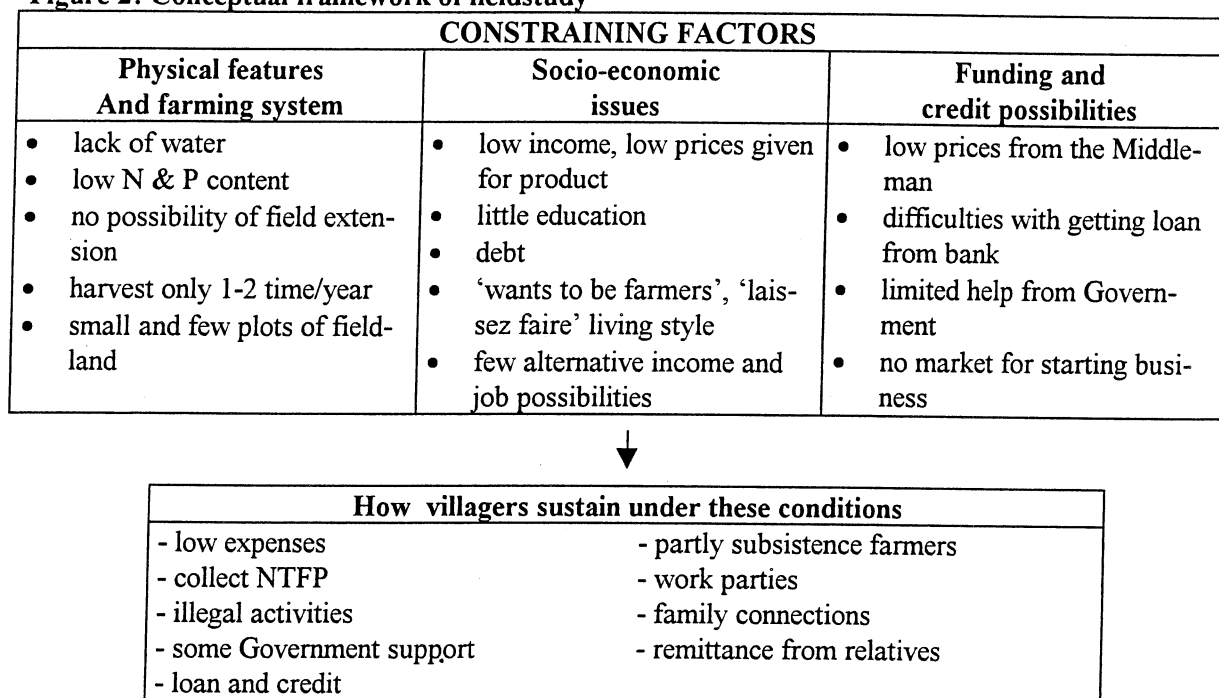 Figure 2: Conceptual framework of fieldstudy
CONSTRAINING FACTORS
Physical features
And farming system
• lack of water
• low N & P content
• no possibility of field exten-
sion
• harvest only 1-2 time/year
• small and few plots of field-
land
Socio-economic
issues
• low income, low prices given
for product
• little education
• debt
• ‘wants to be farmers’, ‘lais-
sez faire’ living style
• few alternative income and
job possibilities
Funding and
credit possibilities
• low prices from the Middle-
man
• difficulties with getting loan
from bank
• limited help from Govern-
ment
• no market for starting busi-
ness
How villagers sustain under these conditions
- low expenses
- collect NTFP
- illegal activities
- some Government support
- loan and credit
- partly subsistence farmers
- work parties
- family connections
- remittance from relatives